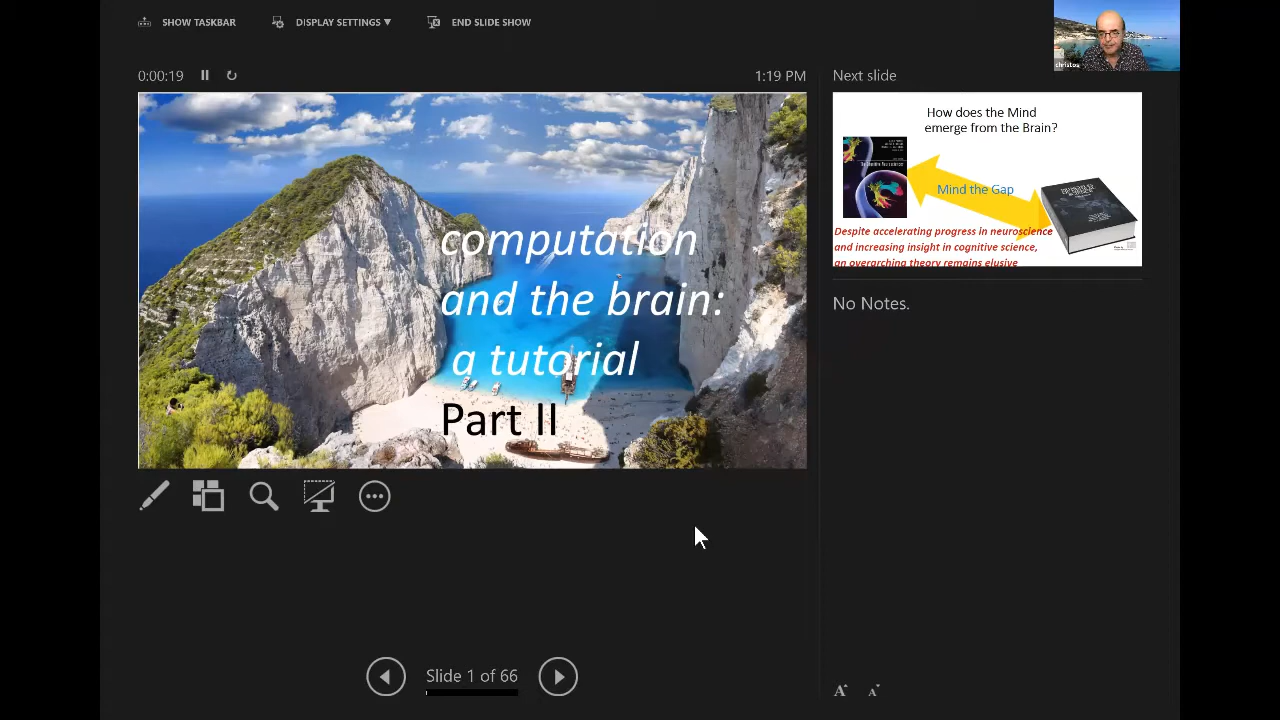 SHOW TASKBAR
DISPLAY SETTINGS ▼
END SLIDE SHOW
christos
0:00:19
1:19 PM
Next slide
computation
and the brain:
a tutorial
Part II
How does the Mind
emerge from the Brain?
Mind the Gap
Despite accelerating progress in neuroscience
and increasing insight in cognitive science,
an overarching theory remains elusive
No Notes.
Slide 1 of 66
A
A